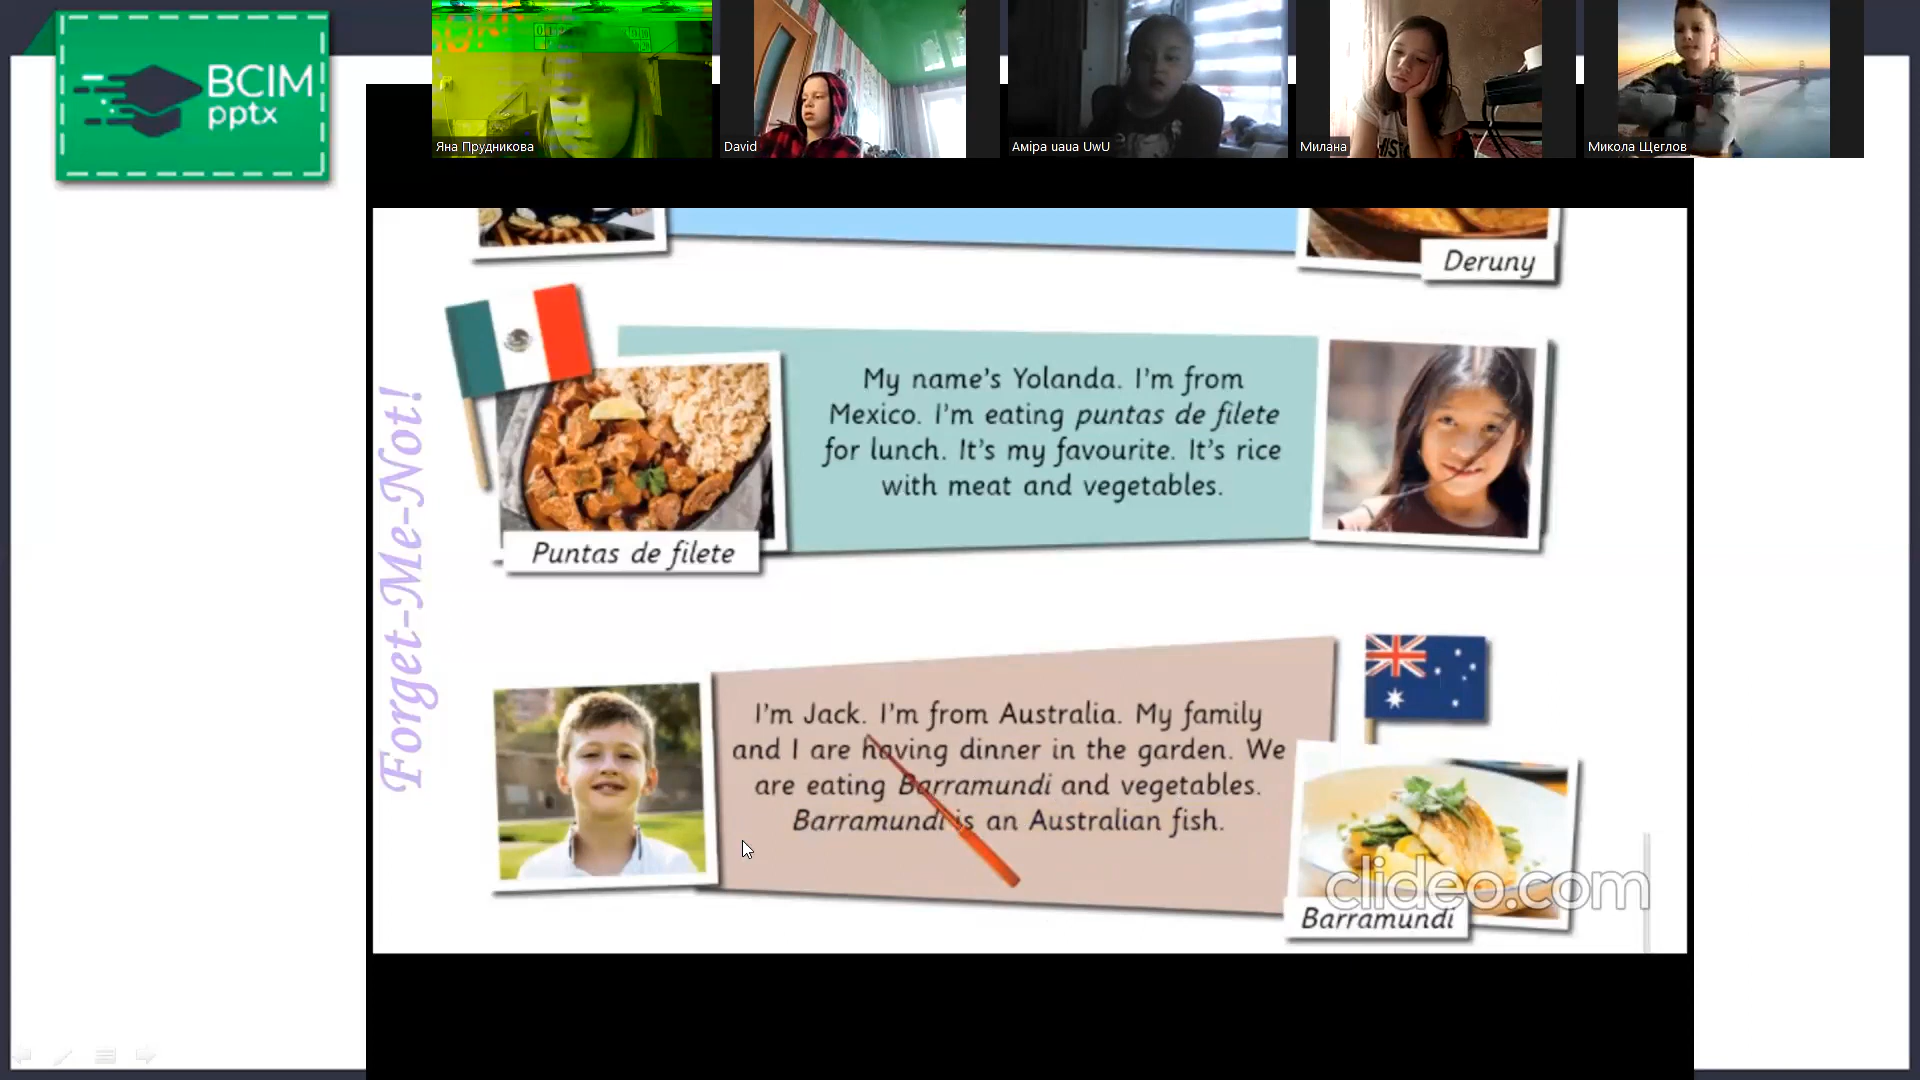 ВСІМ
pptx
Яна Прудникова
David
Аміра uaua UwU
Милана
Микола Щеглов
Deruny
Forget-Me-Not!
My name's Yolanda. I'm from
Mexico. I'm eating puntas de filete
for lunch. It's my favourite. It's rice
with meat and vegetables.
Puntas de filete
I'm Jack. I'm from Australia. My family
and I are having dinner in the garden. We
are eating Barramundi and vegetables.
Barramundi is an Australian fish.
clideo.com
Barramundi